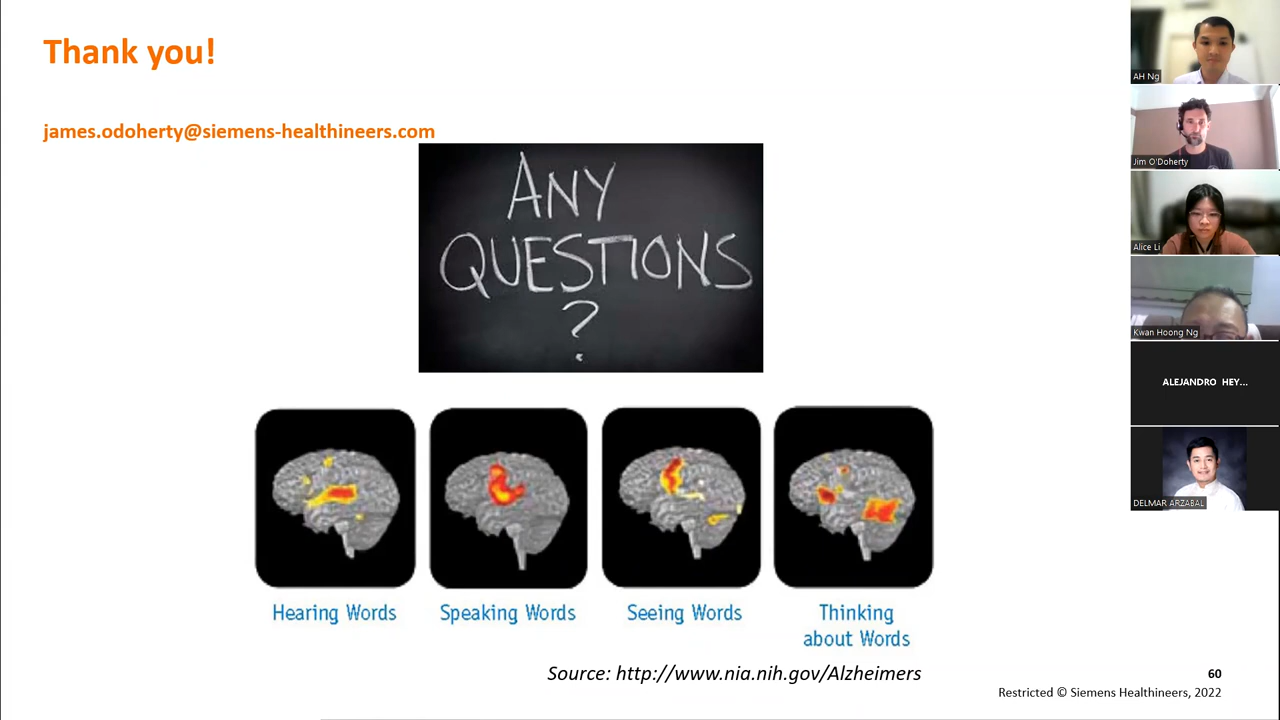 Thank you!
james.odoherty@siemens-healthineers.com
ANY
QUESTIONS
?
Hearing Words
Speaking Words
Seeing Words
Thinking
about Words
Source: http://www.nia.nih.gov/Alzheimers
60
Restricted © Siemens Healthineers, 2022
AH Ng
Jim O'Doherty
Alice Li
Kwan Hoong Ng
ALEJANDRO HEY...
DELMAR ARZABAL